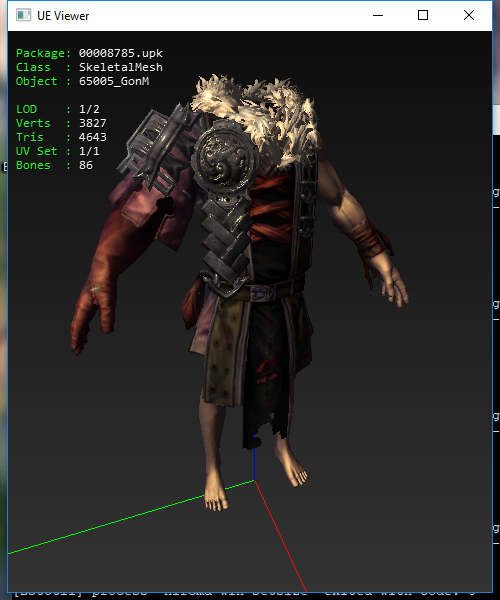 UE Viewer
Package: 00008785.upk
Class : SkeletalMesh
Object : 65005_GonM
LOD : 1/2
Verts : 3827
Tris : 4643
UV Set : 1/1
Bones : 86